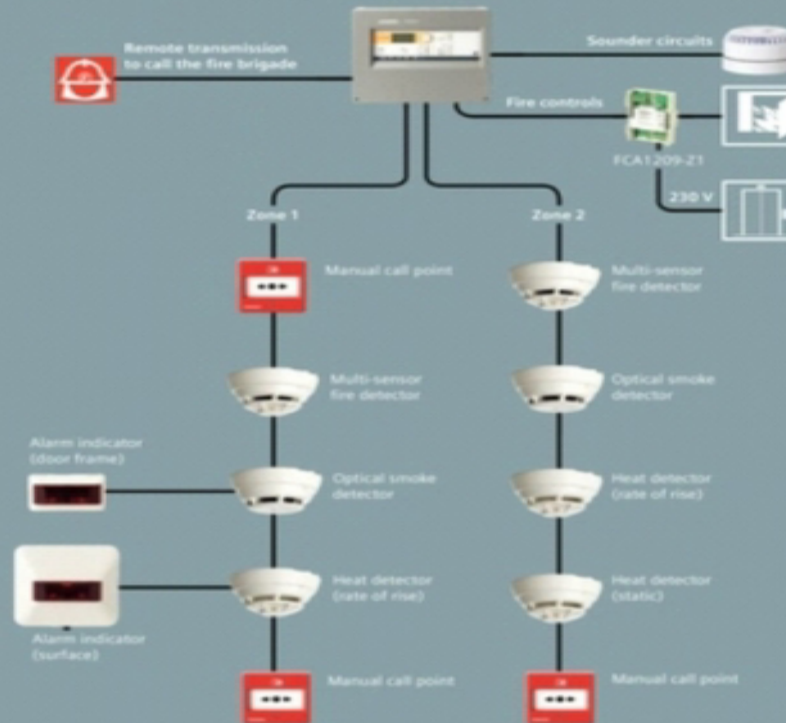 Remote transmission
to call the fire brigade
Sounder circuits
Fire controls
FCA1209-Z1
230 V
Zone 1
Zone 2
Manual call point
Multi-sensor
fire detector
Multi-sensor
fire detector
Optical smoke
detector
Alarm indicator
(door frame)
Optical smoke
detector
Heat detector
(rate of rise)
Heat detector
(rate of rise)
Heat detector
(static)
Alarm indicator
(surface)
Manual call point
Manual call point